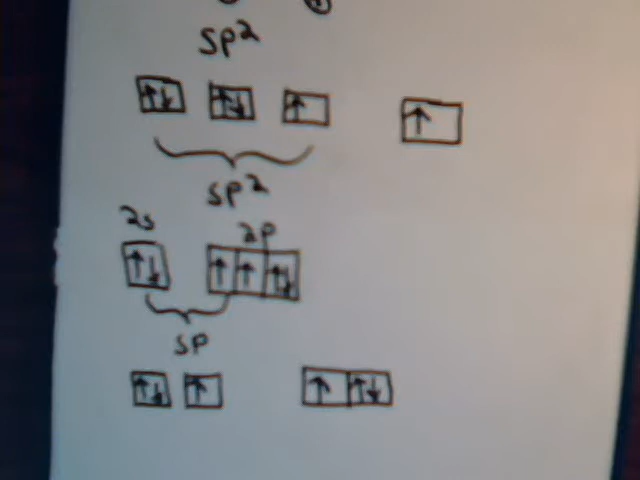 sp²
↑↓ ↑↓ ↑ ↑
sp²
2s 2p
↑↓ ↑ ↑ ↑↓
sp
↑↓ ↑ ↑ ↑↓